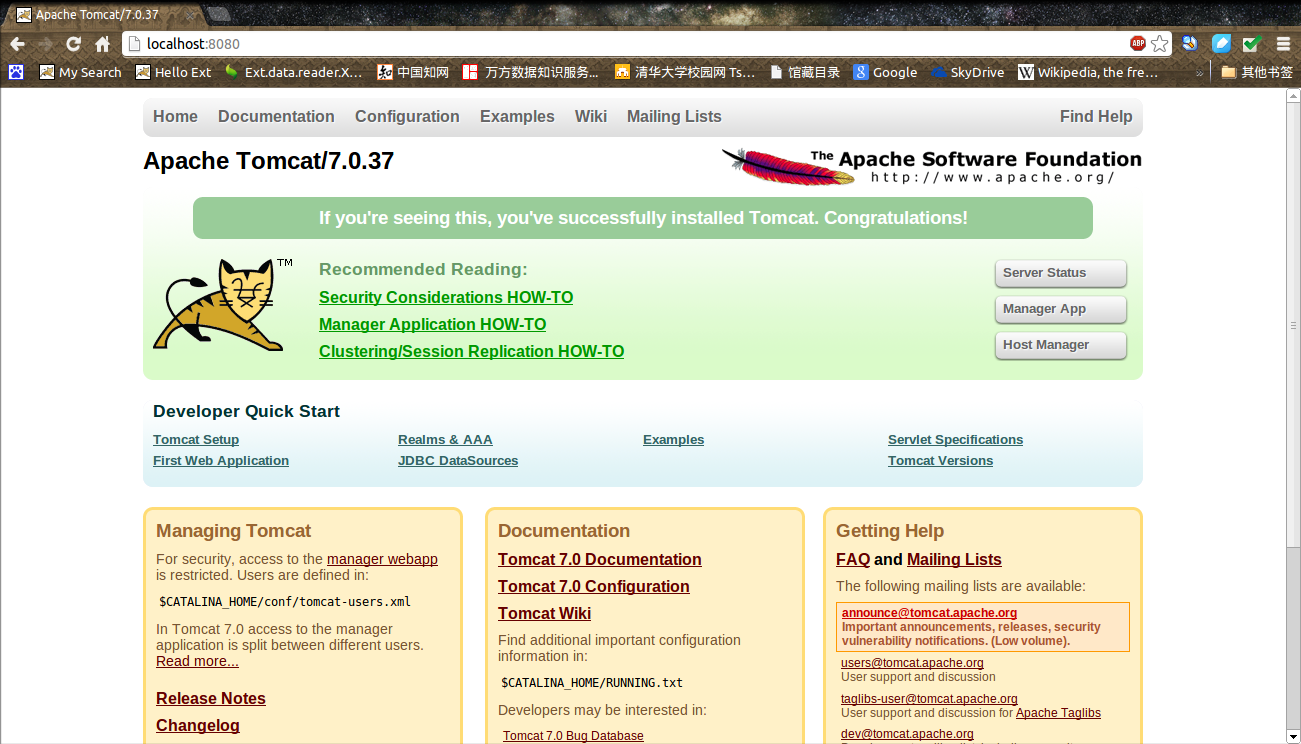 Apache Tomcat/7.0.37
localhost:8080
ABP
My Search
Hello Ext
Ext.data.reader.X...
中国知网
万方数据知识服务...
清华大学校园网 Ts...
馆藏目录
Google
SkyDrive
Wikipedia, the fre...
»
其他书签
Home Documentation Configuration Examples Wiki Mailing Lists Find Help
Apache Tomcat/7.0.37
The Apache Software Foundation
http://www.apache.org/
If you're seeing this, you've successfully installed Tomcat. Congratulations!
TM
Recommended Reading:
Security Considerations HOW-TO
Manager Application HOW-TO
Clustering/Session Replication HOW-TO
Server Status
Manager App
Host Manager
Developer Quick Start
Tomcat Setup
First Web Application
Realms & AAA
JDBC DataSources
Examples
Servlet Specifications
Tomcat Versions
Managing Tomcat
For security, access to the manager webapp
is restricted. Users are defined in:
$CATALINA_HOME/conf/tomcat-users.xml
In Tomcat 7.0 access to the manager
application is split between different users.
Read more...
Release Notes
Changelog
Documentation
Tomcat 7.0 Documentation
Tomcat 7.0 Configuration
Tomcat Wiki
Find additional important configuration
information in:
$CATALINA_HOME/RUNNING.txt
Developers may be interested in:
Tomcat 7.0 Bug Database
Getting Help
FAQ and Mailing Lists
The following mailing lists are available:
announce@tomcat.apache.org
Important announcements, releases, security
vulnerability notifications. (Low volume).
users@tomcat.apache.org
User support and discussion
taglibs-user@tomcat.apache.org
User support and discussion for Apache Taglibs
dev@tomcat.apache.org